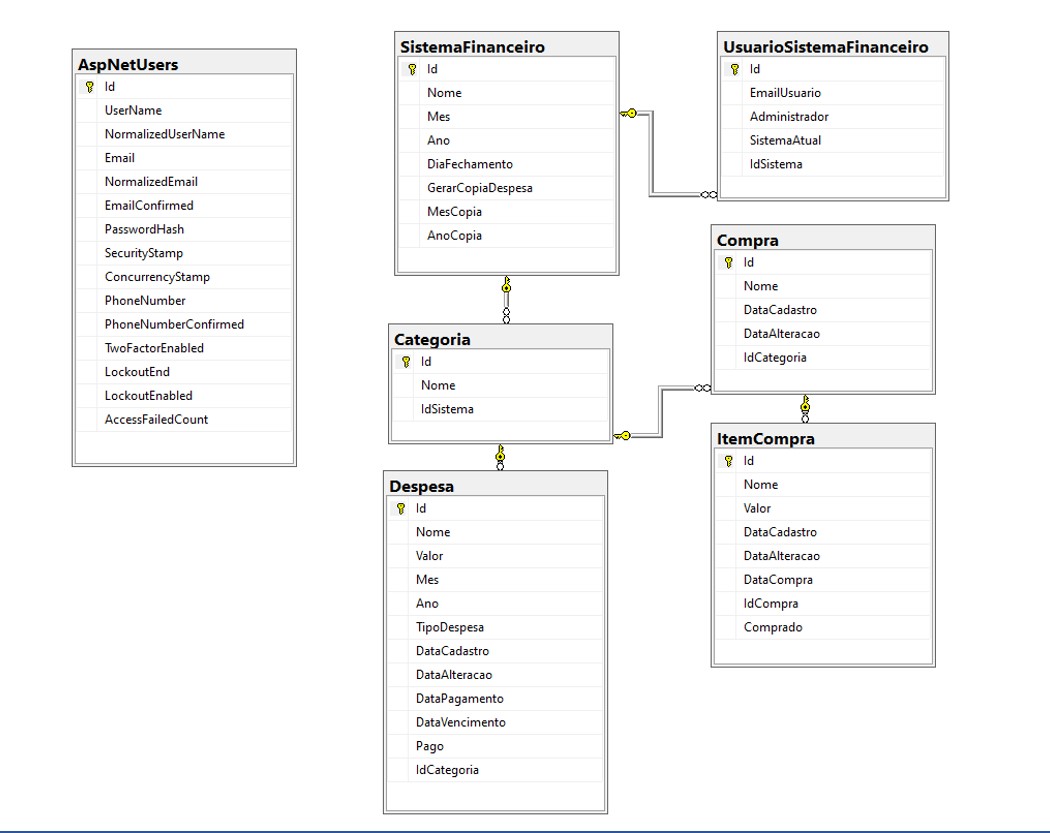 AspNetUsers
Id
UserName
NormalizedUserName
Email
NormalizedEmail
EmailConfirmed
PasswordHash
SecurityStamp
ConcurrencyStamp
PhoneNumber
PhoneNumberConfirmed
TwoFactorEnabled
LockoutEnd
LockoutEnabled
AccessFailedCount
SistemaFinanceiro
Id
Nome
Mes
Ano
DiaFechamento
GerarCopiaDespesa
MesCopia
AnoCopia
UsuarioSistemaFinanceiro
Id
EmailUsuario
Administrador
SistemaAtual
IdSistema
Categoria
Id
Nome
IdSistema
Compra
Id
Nome
DataCadastro
DataAlteracao
IdCategoria
Despesa
Id
Nome
Valor
Mes
Ano
TipoDespesa
DataCadastro
DataAlteracao
DataPagamento
DataVencimento
Pago
IdCategoria
ItemCompra
Id
Nome
Valor
DataCadastro
DataAlteracao
DataCompra
IdCompra
Comprado